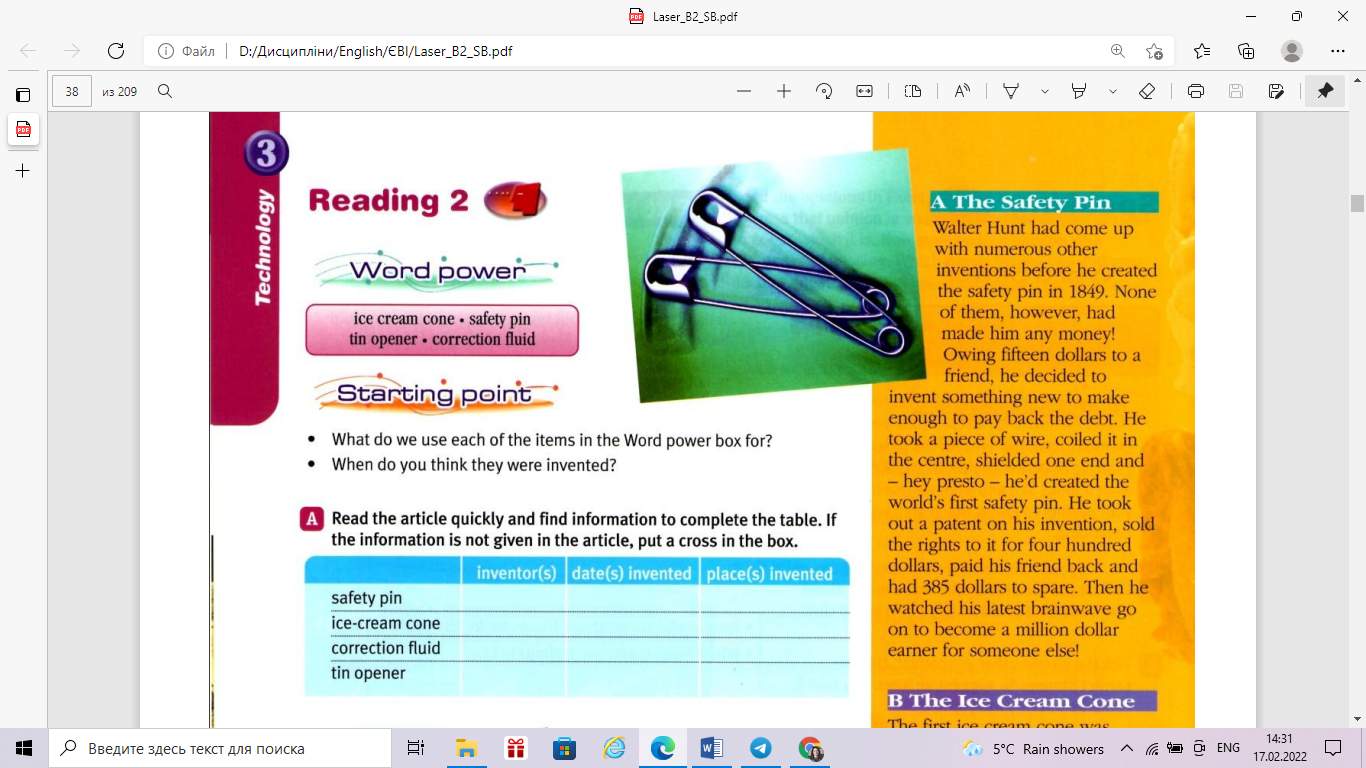 Laser_B2_SB.pdf
Файл
D:/Дисципліни/English/ЄВІ/Laser_B2_SB.pdf
38
из 209
3
Technology
Reading 2
Word power
ice cream cone • safety pin
tin opener • correction fluid
Starting point
• What do we use each of the items in the Word power box for?
• When do you think they were invented?
A Read the article quickly and find information to complete the table. If
the information is not given in the article, put a cross in the box.
inventor(s) date(s) invented place(s) invented
safety pin
ice-cream cone
correction fluid
tin opener
A The Safety Pin
Walter Hunt had come up
with numerous other
inventions before he created
the safety pin in 1849. None
of them, however, had
made him any money!
Owing fifteen dollars to a
friend, he decided to
invent something new to make
enough to pay back the debt. He
took a piece of wire, coiled it in
the centre, shielded one end and
– hey presto – he'd created the
world's first safety pin. He took
out a patent on his invention, sold
the rights to it for four hundred
dollars, paid his friend back and
had 385 dollars to spare. Then he
watched his latest brainwave go
on to become a million dollar
earner for someone else!
B The Ice Cream Cone
The first ice cream cone was
Введите здесь текст для поиска
5°C Rain showers
ENG
14:31
17.02.2022